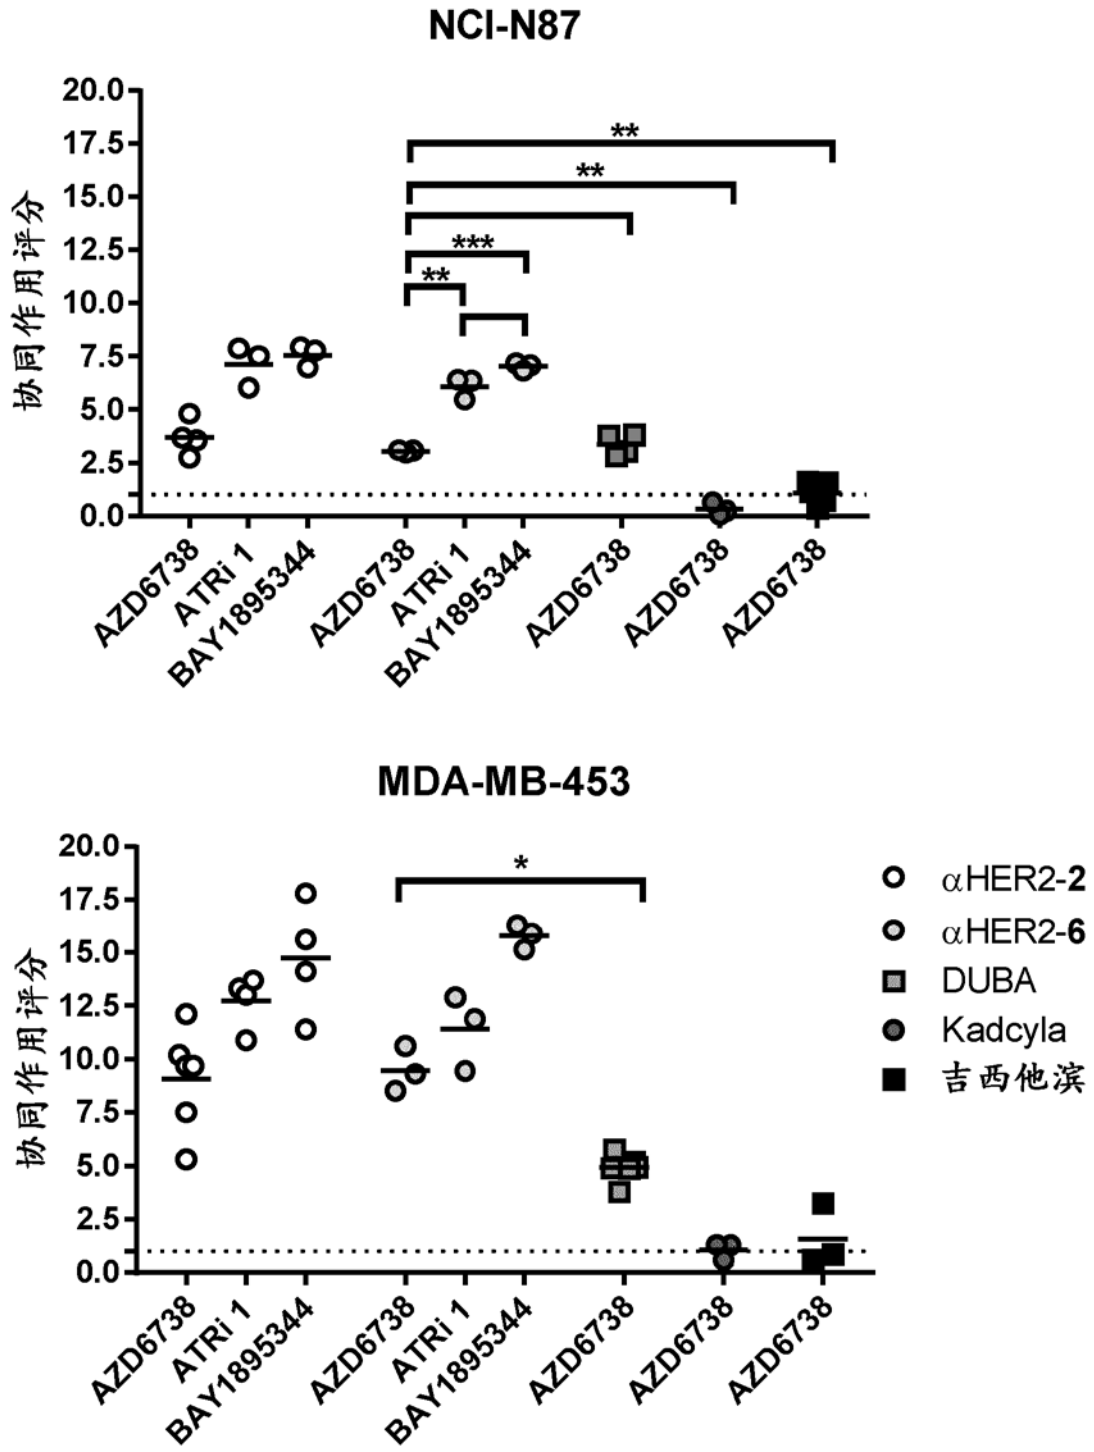 NCI-N87
20.0
17.5
15.0
12.5
10.0
7.5
5.0
2.5
0.0
协同作用评分
**
**
***
**
AZD6738
ATRi 1
BAY1895344
AZD6738
ATRi 1
BAY1895344
AZD6738
AZD6738
AZD6738
MDA-MB-453
20.0
17.5
15.0
12.5
10.0
7.5
5.0
2.5
0.0
协同作用评分
*
AZD6738
ATRi 1
BAY1895344
AZD6738
ATRi 1
BAY1895344
AZD6738
AZD6738
AZD6738
αHER2-2
αHER2-6
DUBA
Kadcyla
吉西他滨